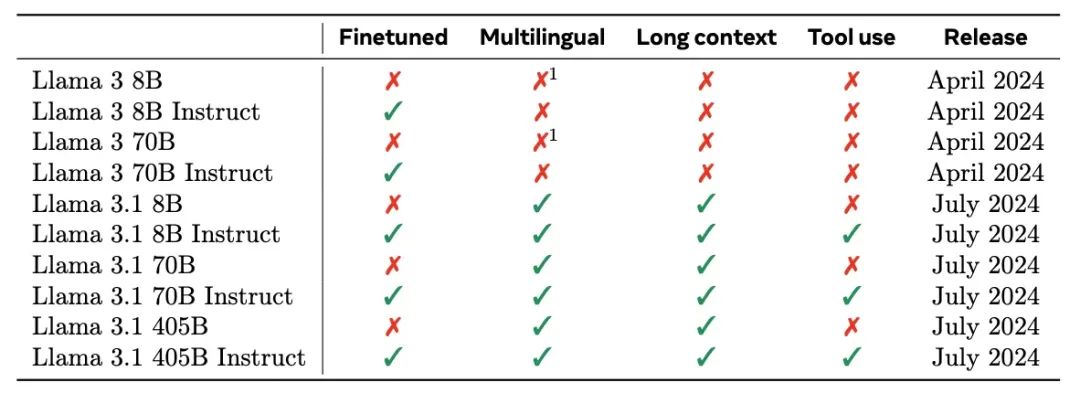 Finetuned Multilingual Long context Tool use Release
Llama 3 8B ✗ ✗¹ ✗ ✗ April 2024
Llama 3 8B Instruct ✓ ✗ ✗ ✗ April 2024
Llama 3 70B ✗ ✗¹ ✗ ✗ April 2024
Llama 3 70B Instruct ✓ ✗ ✗ ✗ April 2024
Llama 3.1 8B ✗ ✓ ✓ ✗ July 2024
Llama 3.1 8B Instruct ✓ ✓ ✓ ✓ July 2024
Llama 3.1 70B ✗ ✓ ✓ ✗ July 2024
Llama 3.1 70B Instruct ✓ ✓ ✓ ✓ July 2024
Llama 3.1 405B ✗ ✓ ✓ ✗ July 2024
Llama 3.1 405B Instruct ✓ ✓ ✓ ✓ July 2024